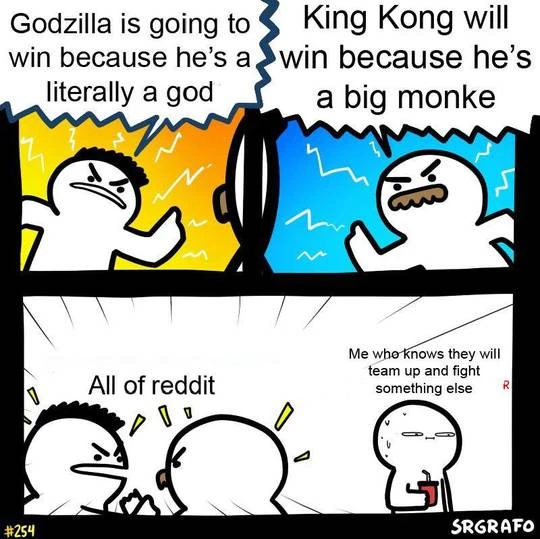 Godzilla is going to
win because he's a
literally a god
King Kong will
win because he's
a big monke
All of reddit
Me who knows they will
team up and fight
something else
R
#254
SRGRAFO